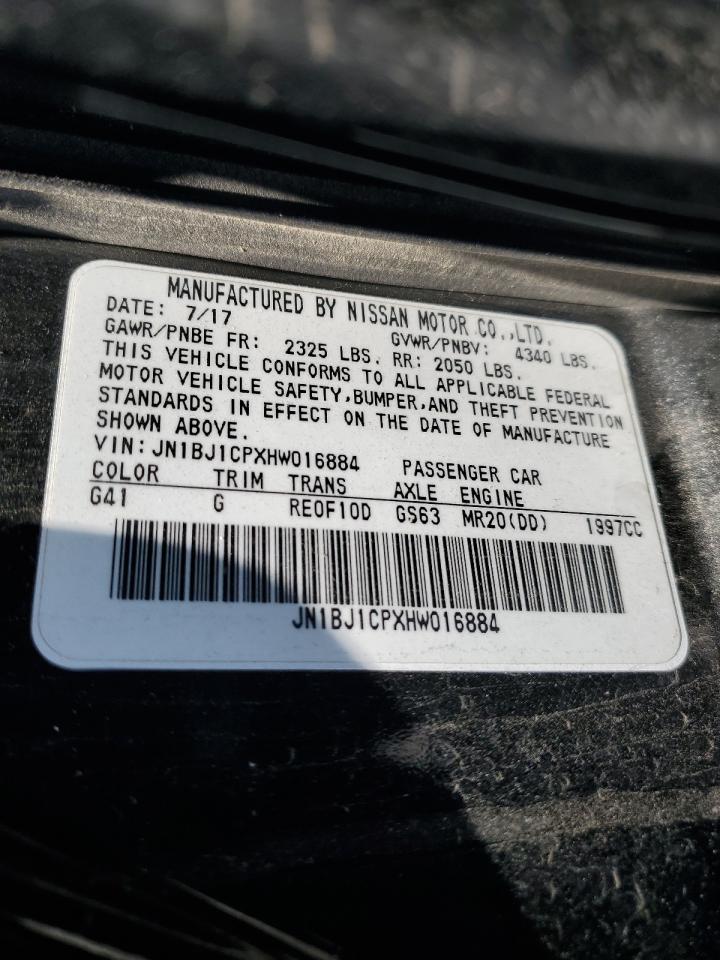 MANUFACTURED BY NISSAN MOTOR CO.,LTD.
DATE: 7/17 GVWR/PNBV: 4340 LBS.
GAWR/PNBE FR: 2325 LBS. RR: 2050 LBS.
THIS VEHICLE CONFORMS TO ALL APPLICABLE FEDERAL
MOTOR VEHICLE SAFETY,BUMPER,AND THEFT PREVENTION
STANDARDS IN EFFECT ON THE DATE OF MANUFACTURE
SHOWN ABOVE.
VIN:JN1BJ1CPXHW016884 PASSENGER CAR
COLOR TRIM TRANS AXLE ENGINE
G41 G RE0F10D GS63 MR20(DD) 1997CC
JN1BJ1CPXHW016884